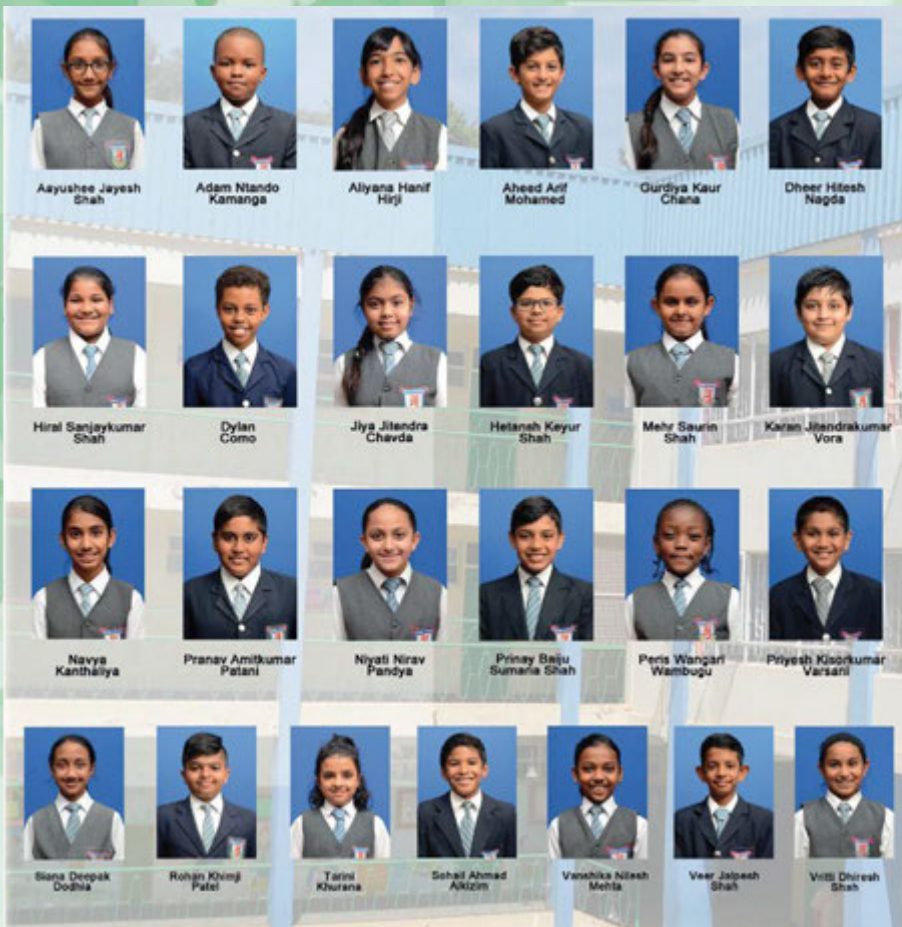 Aayushee Jayesh
Shah
Adam Ntando
Kamanga
Aliyana Hanif
Hirji
Aheed Arif
Mohamed
Gurdiya Kaur
Chana
Dheer Hitesh
Nagda
Hiral Sanjaykumar
Shah
Dylan
Como
Jiya Jitendra
Chavda
Hetansh Keyur
Shah
Mehr Saurin
Shah
Karan Jitendrakumar
Vora
Navya
Kanthaliya
Pranav Amitkumar
Patani
Niyati Nirav
Pandya
Prinay Baiju
Sumaria Shah
Peris Wangari
Wambugu
Priyesh Kisorkumar
Varsani
Siana Deepak
Dodhia
Rohan Khimji
Patel
Tarini
Khurana
Sohail Ahmad
Alkizim
Vanshika Nilesh
Mehta
Veer Jalpesh
Shah
Vritti Dhiresh
Shah